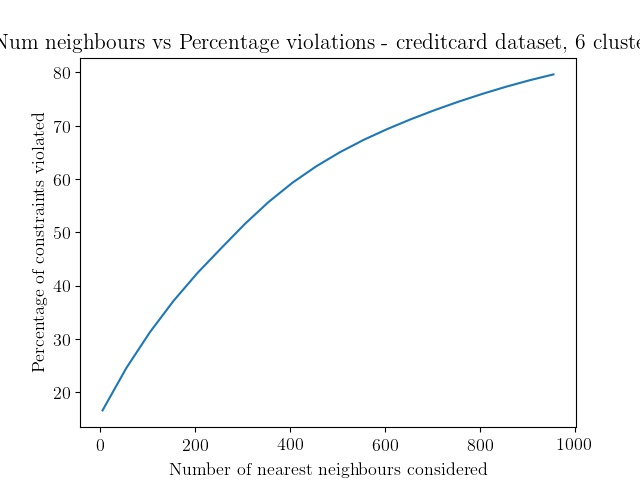 Num neighbours vs Percentage violations - creditcard dataset, 6 cluste
80
70
60
50
40
30
20
Percentage of constraints violated
0 200 400 600 800 1000
Number of nearest neighbours considered